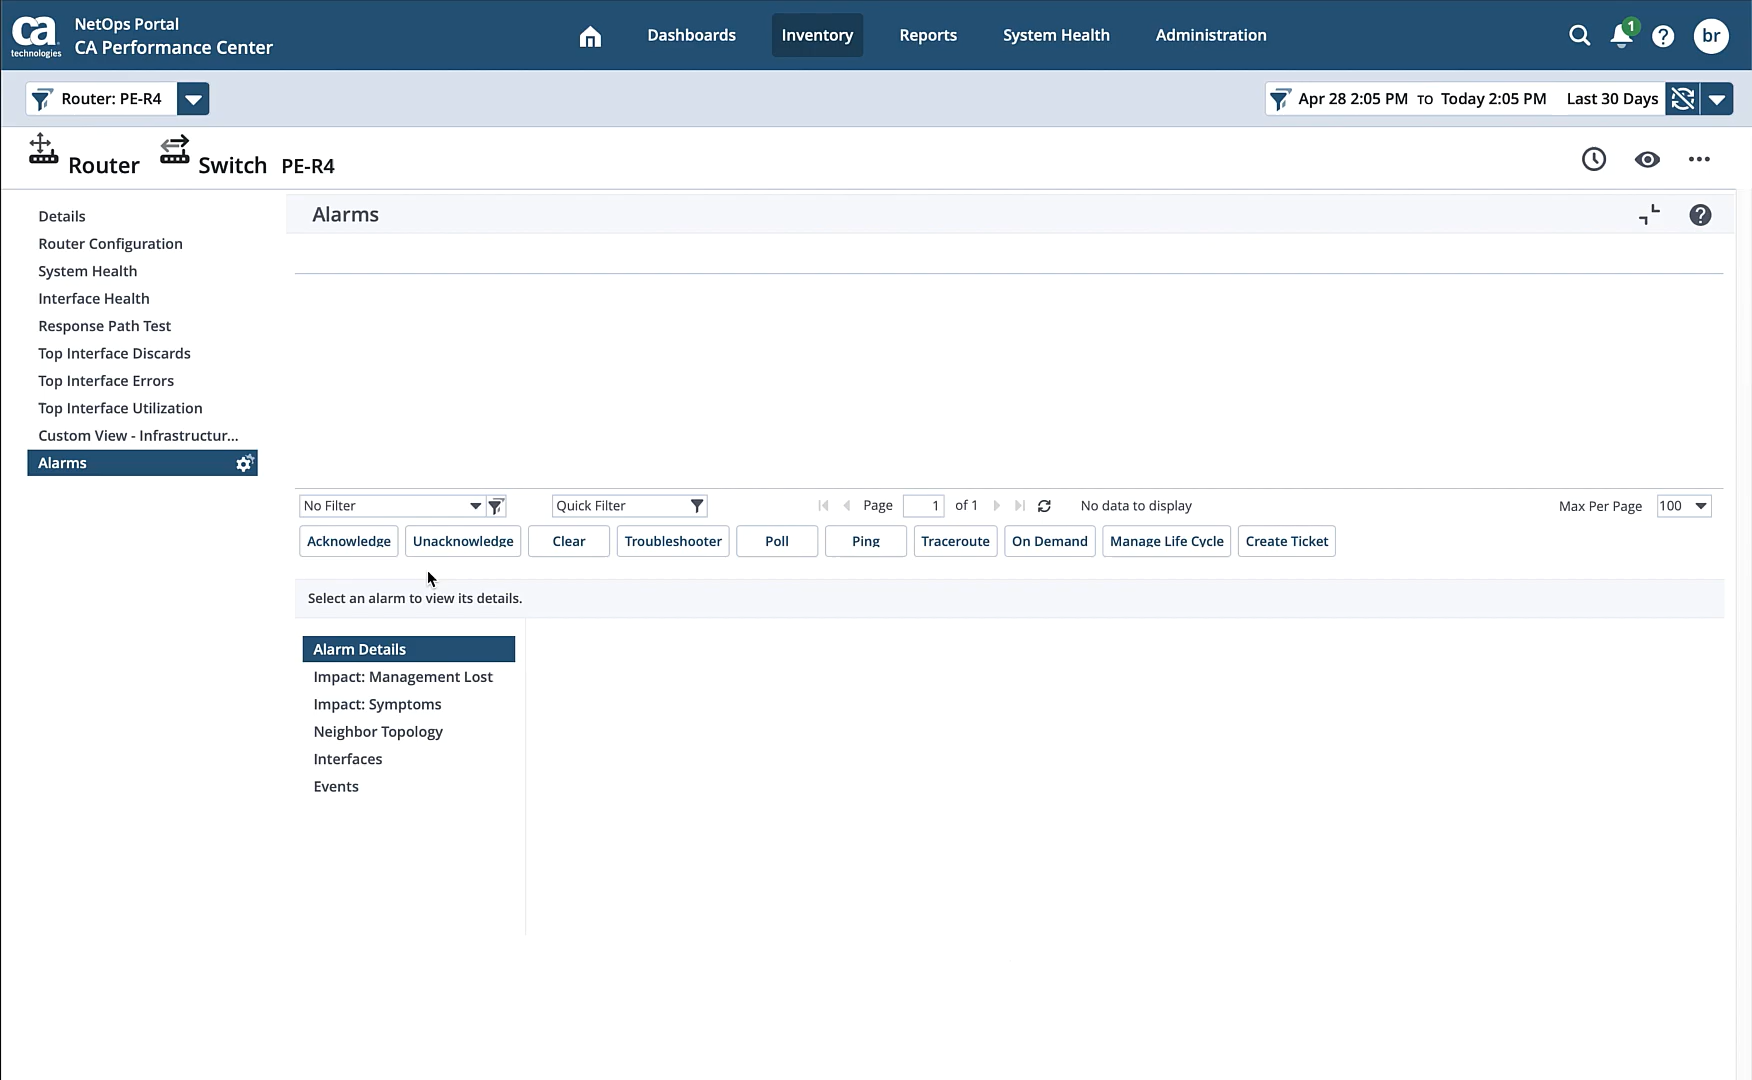 ca
technologies
NetOps Portal
CA Performance Center
Dashboards
Inventory
Reports
System Health
Administration
1
br
Router: PE-R4
Apr 28 2:05 PM TO Today 2:05 PM Last 30 Days
Router Switch PE-R4
Details
Router Configuration
System Health
Interface Health
Response Path Test
Top Interface Discards
Top Interface Errors
Top Interface Utilization
Custom View - Infrastructur...
Alarms
Alarms
No Filter
Quick Filter
Page 1 of 1
No data to display
Max Per Page 100
Acknowledge
Unacknowledge
Clear
Troubleshooter
Poll
Ping
Traceroute
On Demand
Manage Life Cycle
Create Ticket
Select an alarm to view its details.
Alarm Details
Impact: Management Lost
Impact: Symptoms
Neighbor Topology
Interfaces
Events